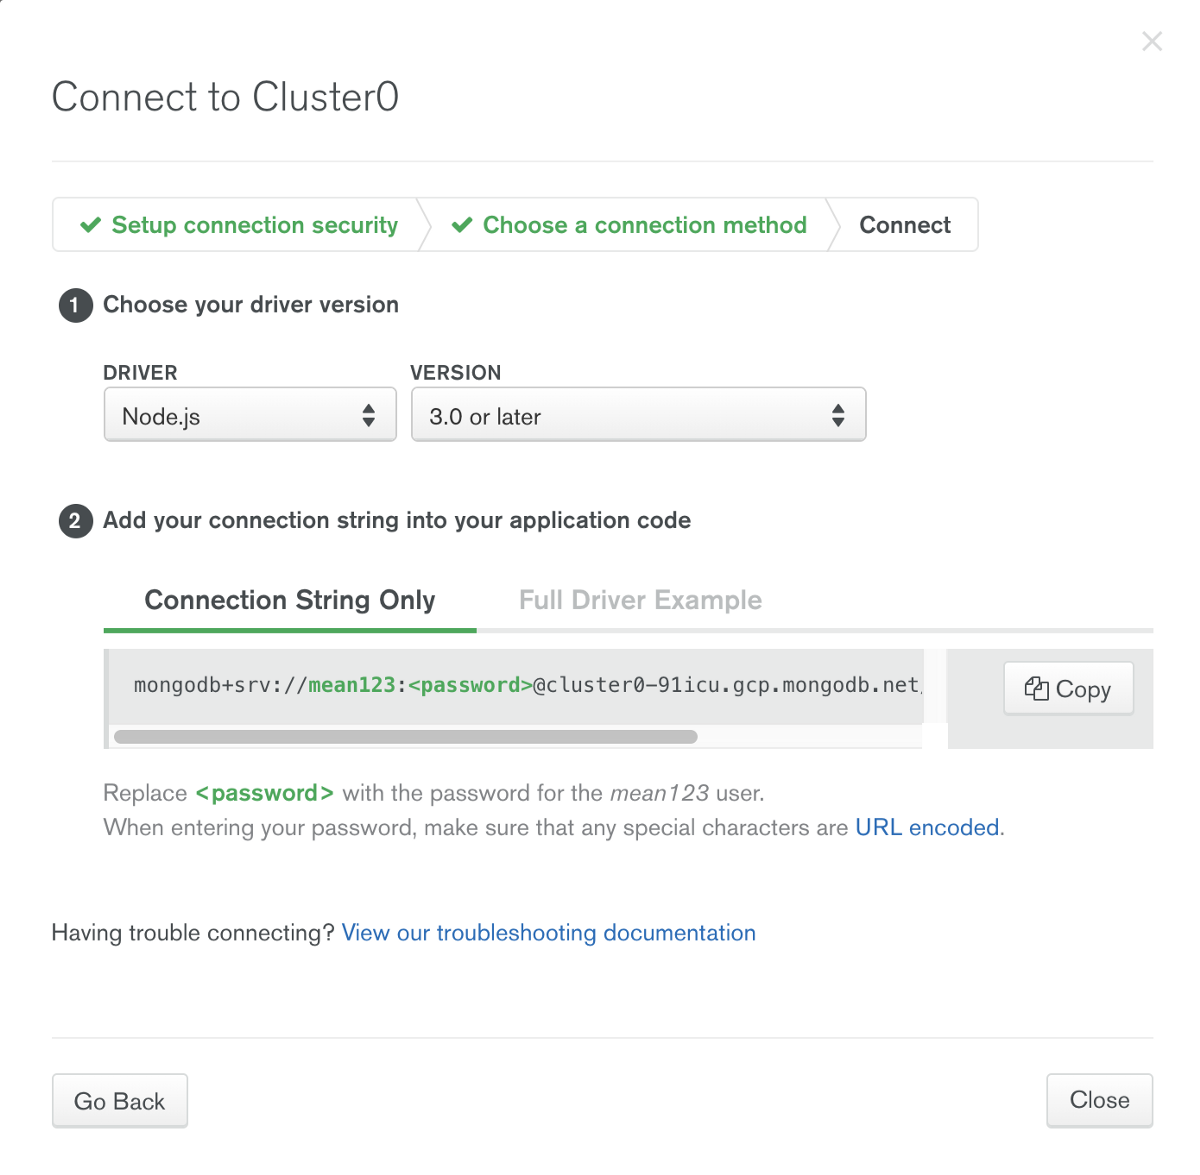 Connect to Cluster0
Setup connection security
Choose a connection method
Connect
1 Choose your driver version
DRIVER
VERSION
Node.js
3.0 or later
2 Add your connection string into your application code
Connection String Only
Full Driver Example
mongodb+srv://mean123:<password>@cluster0-91icu.gcp.mongodb.net/
Copy
Replace <password> with the password for the mean123 user.
When entering your password, make sure that any special characters are URL encoded.
Having trouble connecting? View our troubleshooting documentation
Go Back
Close